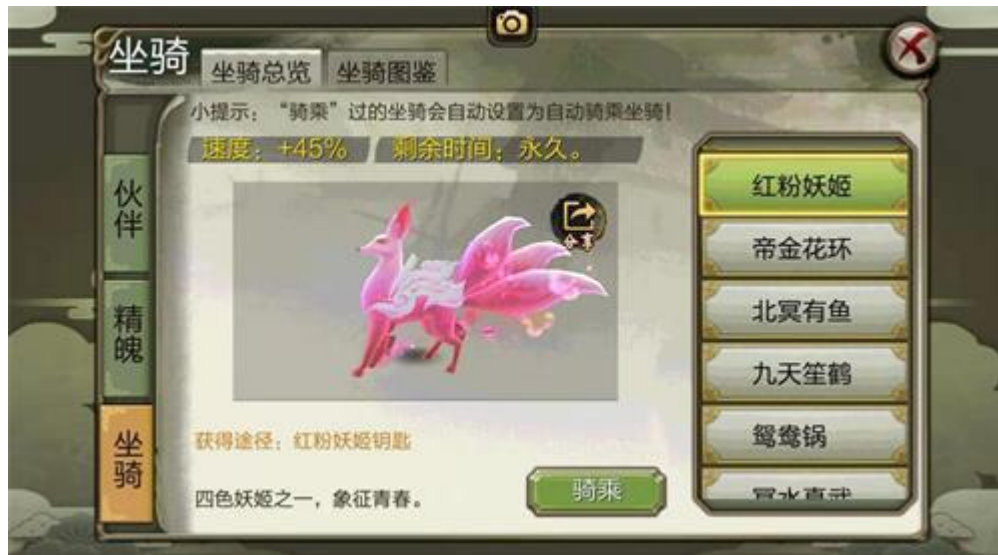 坐骑
坐骑总览 坐骑图鉴
小提示：“骑乘”过的坐骑会自动设置为自动骑乘坐骑！
速度：+45% 剩余时间：永久。
伙伴
精魄
坐骑
分享
获得途径：红粉妖姬钥匙
四色妖姬之一，象征青春。
骑乘
红粉妖姬
帝金花环
北冥有鱼
九天笙鹤
鸳鸯锅
冥水真武